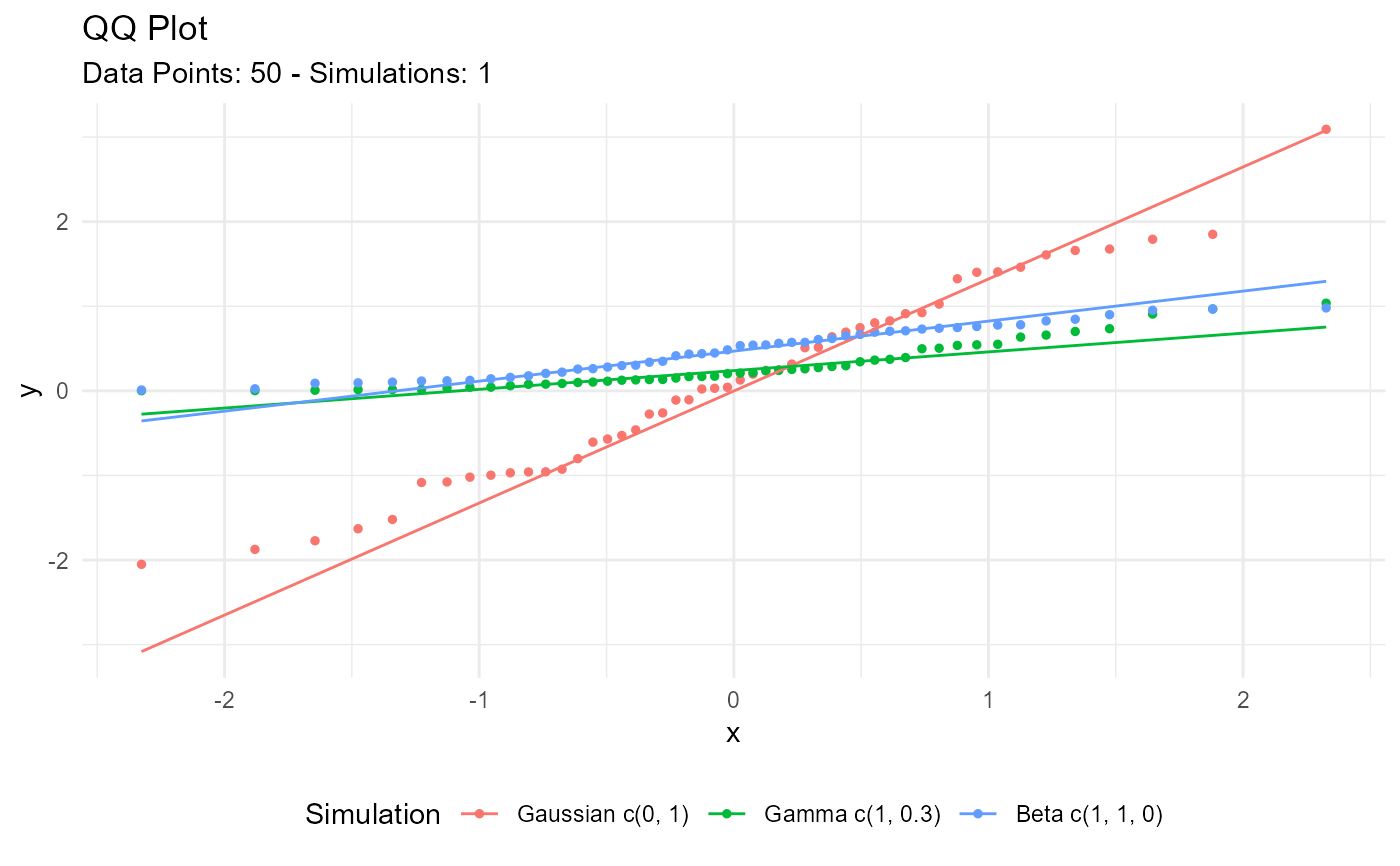 QQ Plot
Data Points: 50 - Simulations: 1
y
2
0
-2
-2 -1 0 1 2
x
Simulation Gaussian c(0, 1) Gamma c(1, 0.3) Beta c(1, 1, 0)